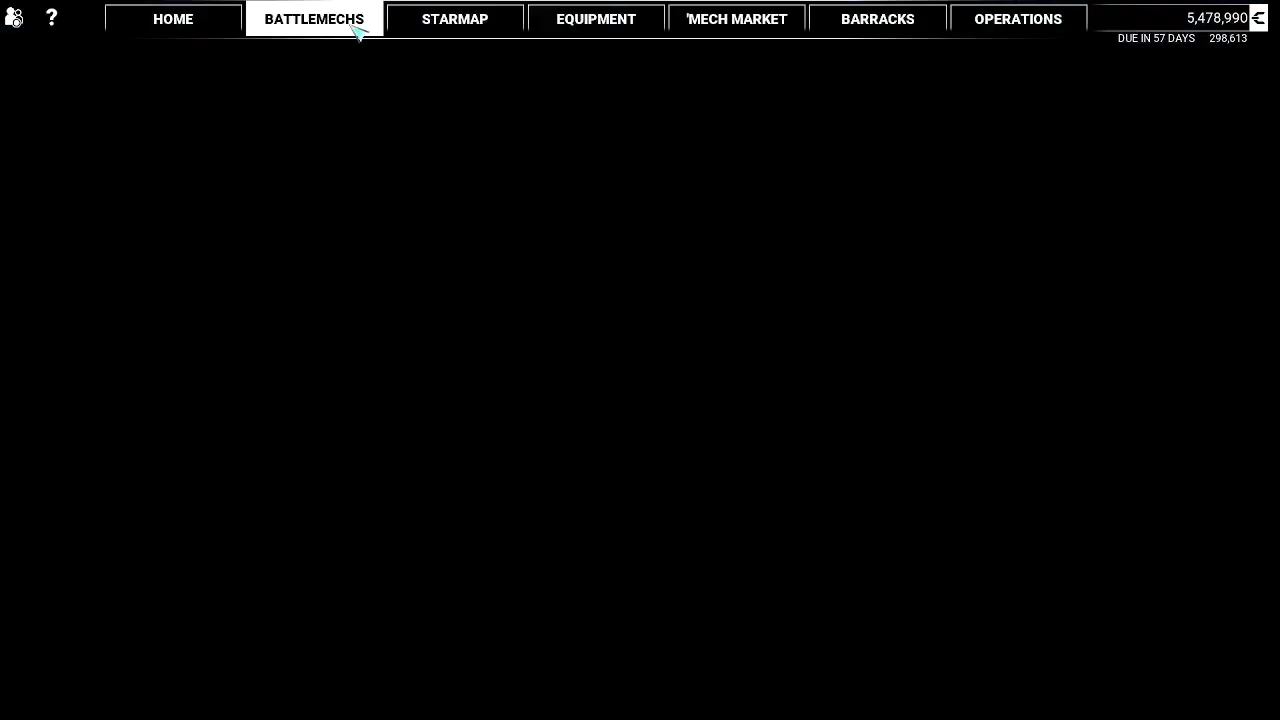 ?
HOME
BATTLEMECHS
STARMAP
EQUIPMENT
'MECH MARKET
BARRACKS
OPERATIONS
5,478,990
DUE IN 57 DAYS 298,613